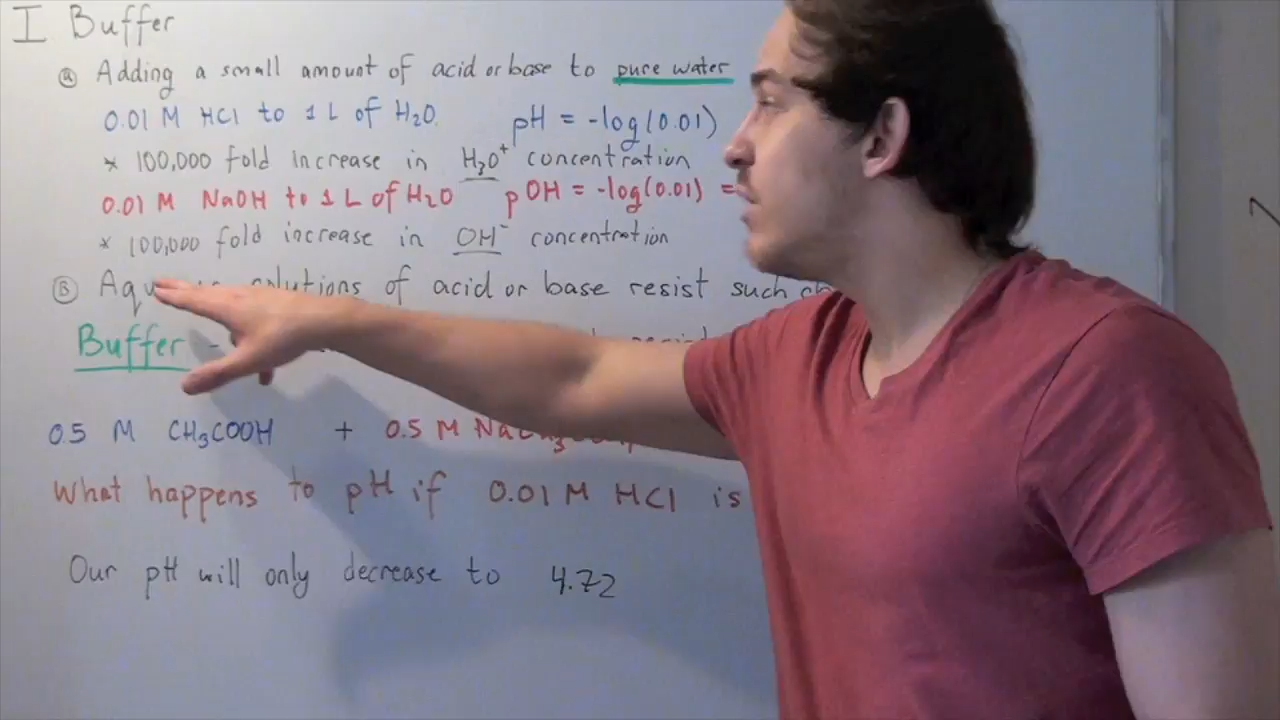 I Buffer
(a) Adding a small amount of acid or base to pure water
0.01 M HCl to 1 L of H₂O. pH = -log(0.01)
* 100,000 fold increase in H₃O⁺ concentration
0.01 M NaOH to 1 L of H₂O pOH = -log(0.01) =
* 100,000 fold increase in OH⁻ concentration
(B) of acid or base resist such
Buffer -
0.5 M CH₃COOH + 0.5 M
What happens to pH if 0.01 M HCl is
Our pH will only decrease to 4.72